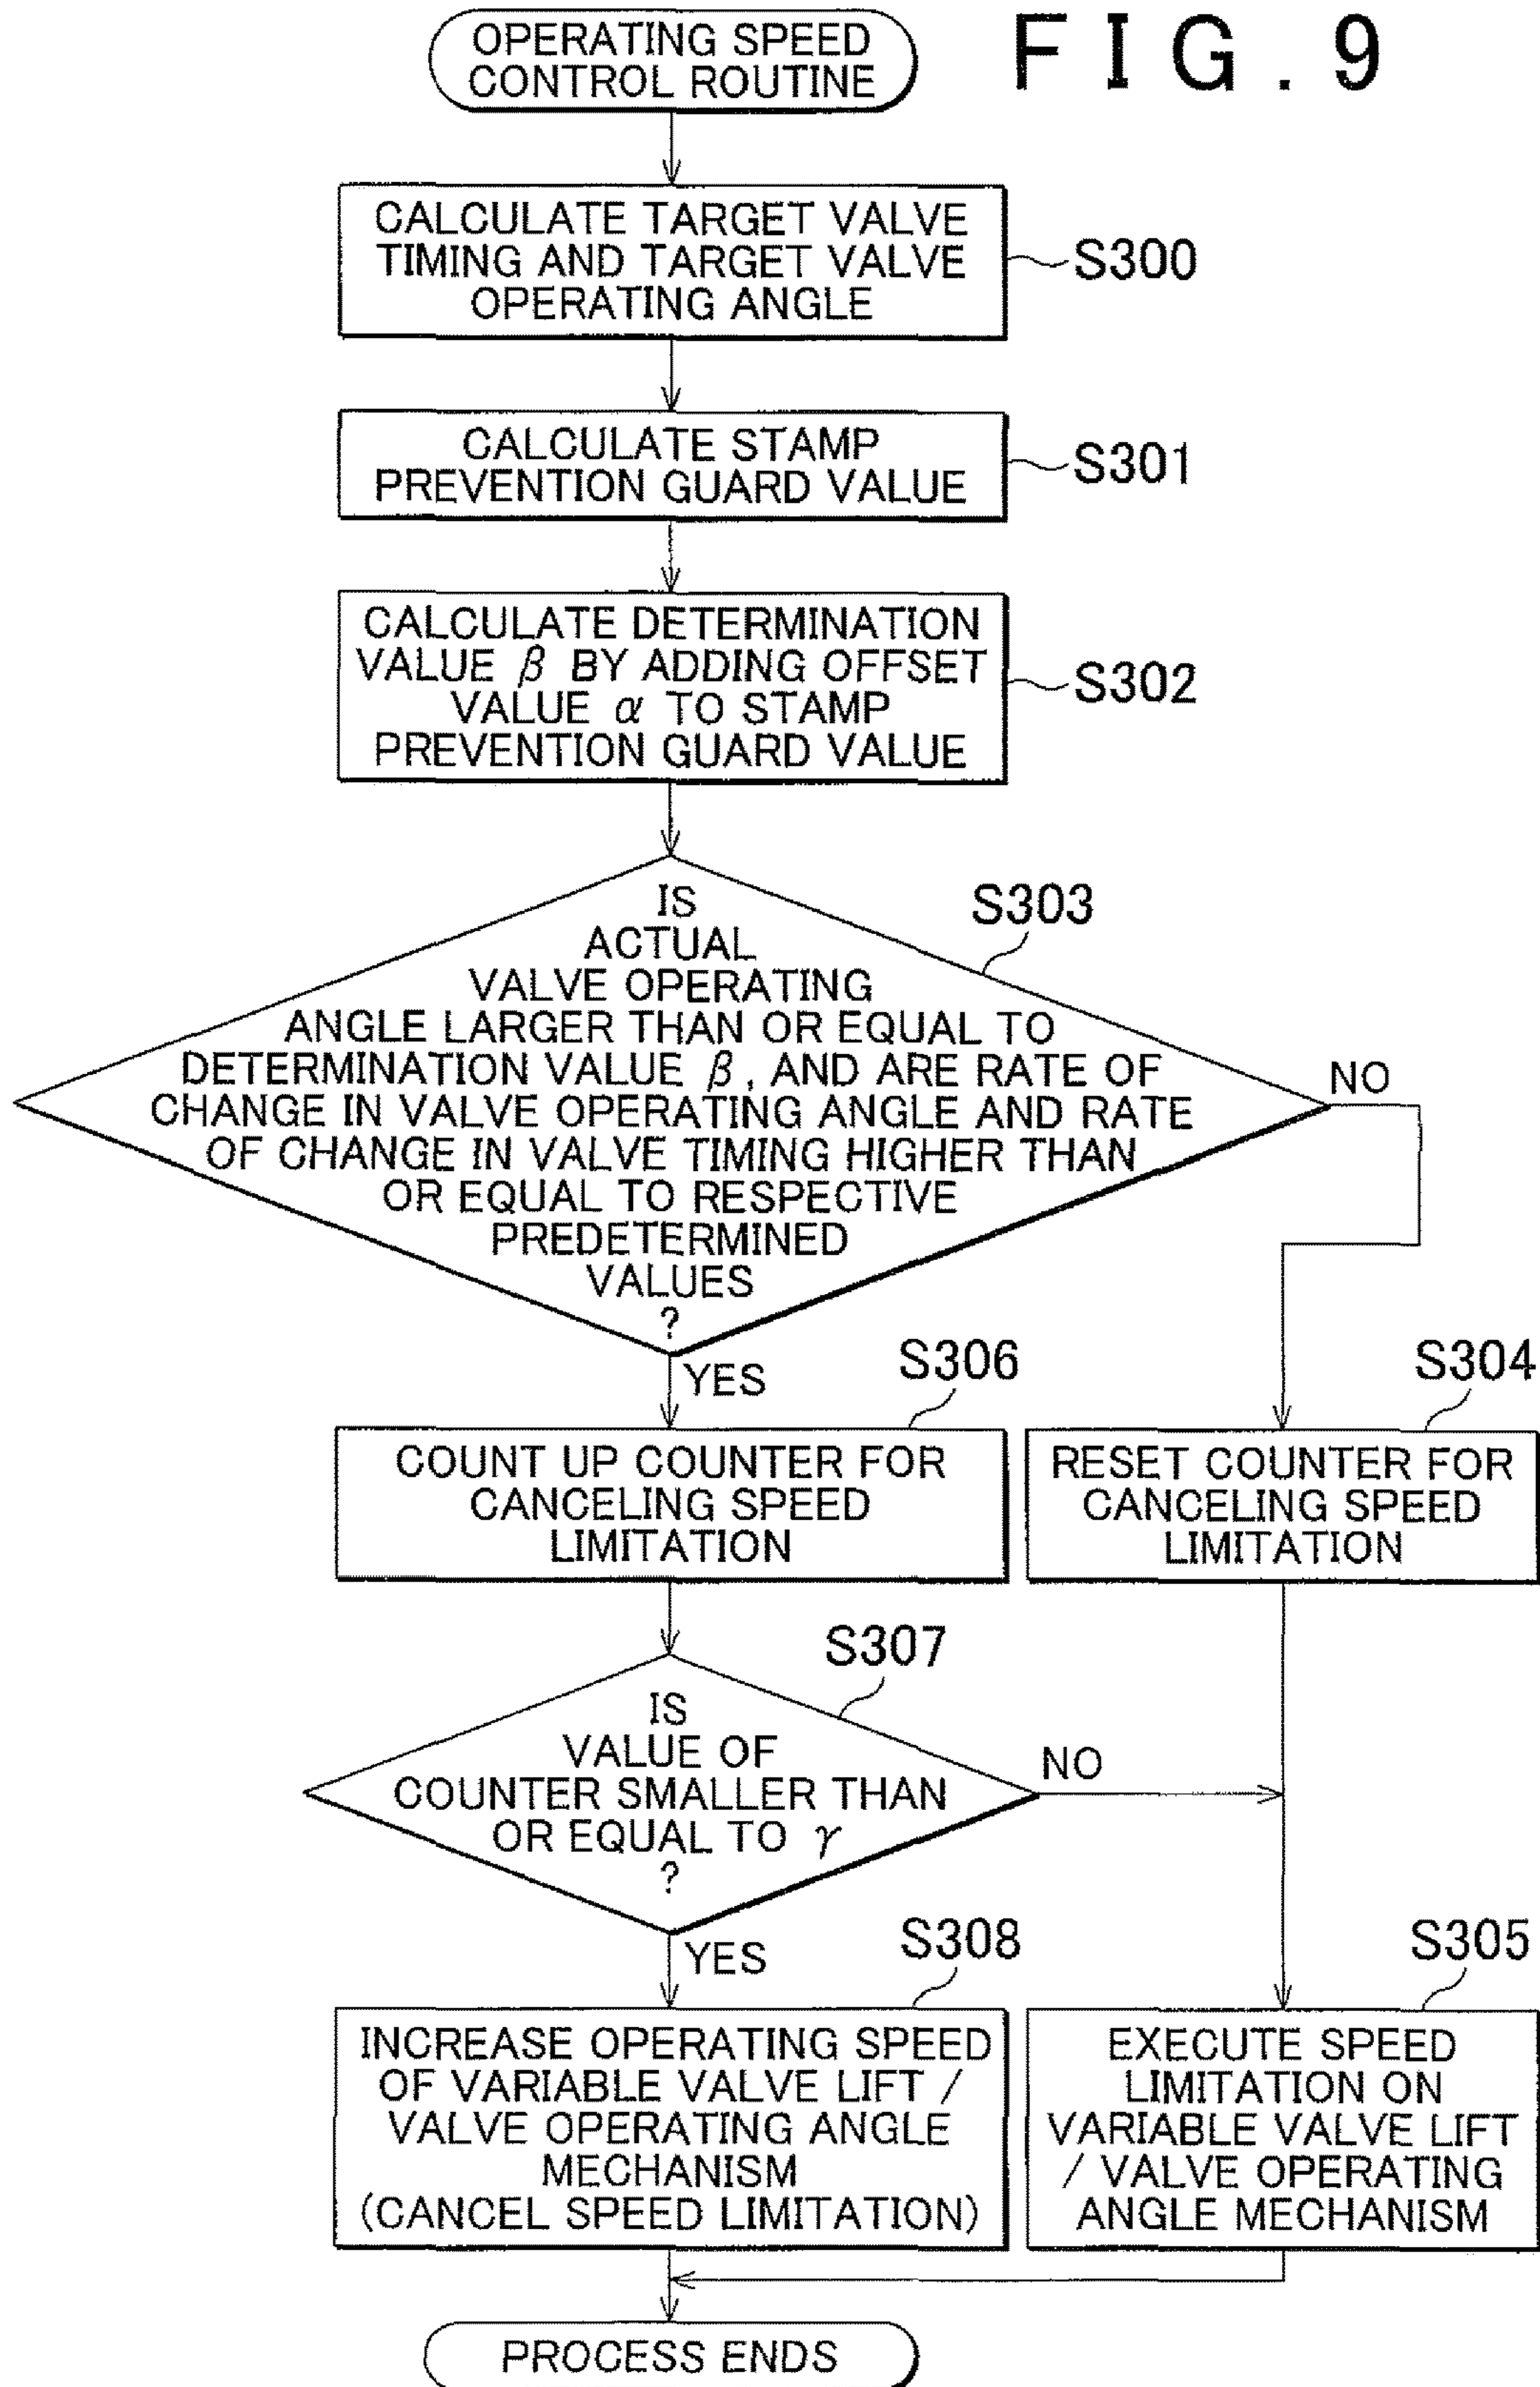 FIG. 9
OPERATING SPEED
CONTROL ROUTINE
CALCULATE TARGET VALVE
TIMING AND TARGET VALVE
OPERATING ANGLE
S300
CALCULATE STAMP
PREVENTION GUARD VALUE
S301
CALCULATE DETERMINATION
VALUE β BY ADDING OFFSET
VALUE α TO STAMP
PREVENTION GUARD VALUE
S302
S303
IS
ACTUAL
VALVE OPERATING
ANGLE LARGER THAN OR EQUAL TO
DETERMINATION VALUE β, AND ARE RATE OF
CHANGE IN VALVE OPERATING ANGLE AND RATE
OF CHANGE IN VALVE TIMING HIGHER THAN
OR EQUAL TO RESPECTIVE
PREDETERMINED
VALUES
?
NO
YES
S306
COUNT UP COUNTER FOR
CANCELING SPEED
LIMITATION
S304
RESET COUNTER FOR
CANCELING SPEED
LIMITATION
S307
IS
VALUE OF
COUNTER SMALLER THAN
OR EQUAL TO γ
?
NO
YES
S308
INCREASE OPERATING SPEED
OF VARIABLE VALVE LIFT /
VALVE OPERATING ANGLE
MECHANISM
(CANCEL SPEED LIMITATION)
S305
EXECUTE SPEED
LIMITATION ON
VARIABLE VALVE LIFT
/ VALVE OPERATING
ANGLE MECHANISM
PROCESS ENDS